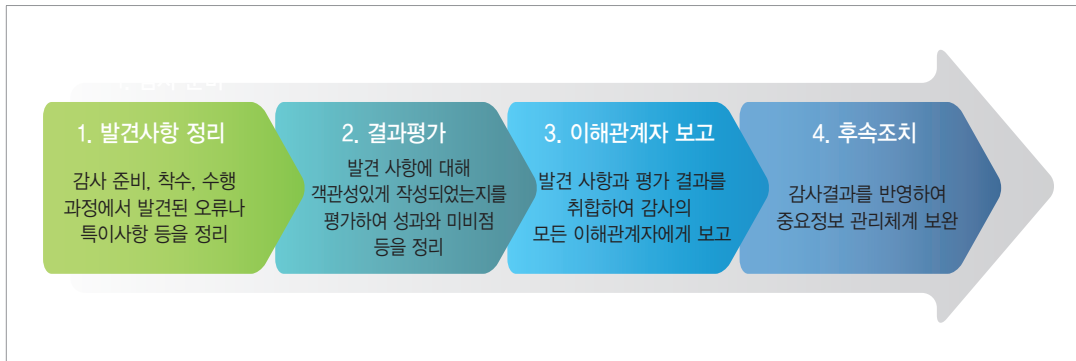 1. 발견사항 정리
감사 준비, 착수, 수행
과정에서 발견된 오류나
특이사항 등을 정리
2. 결과평가
발견 사항에 대해
객관성있게 작성되었는지를
평가하여 성과와 미비점
등을 정리
3. 이해관계자 보고
발견 사항과 평가 결과를
취합하여 감사의
모든 이해관계자에게 보고
4. 후속조치
감사결과를 반영하여
중요정보 관리체계 보완